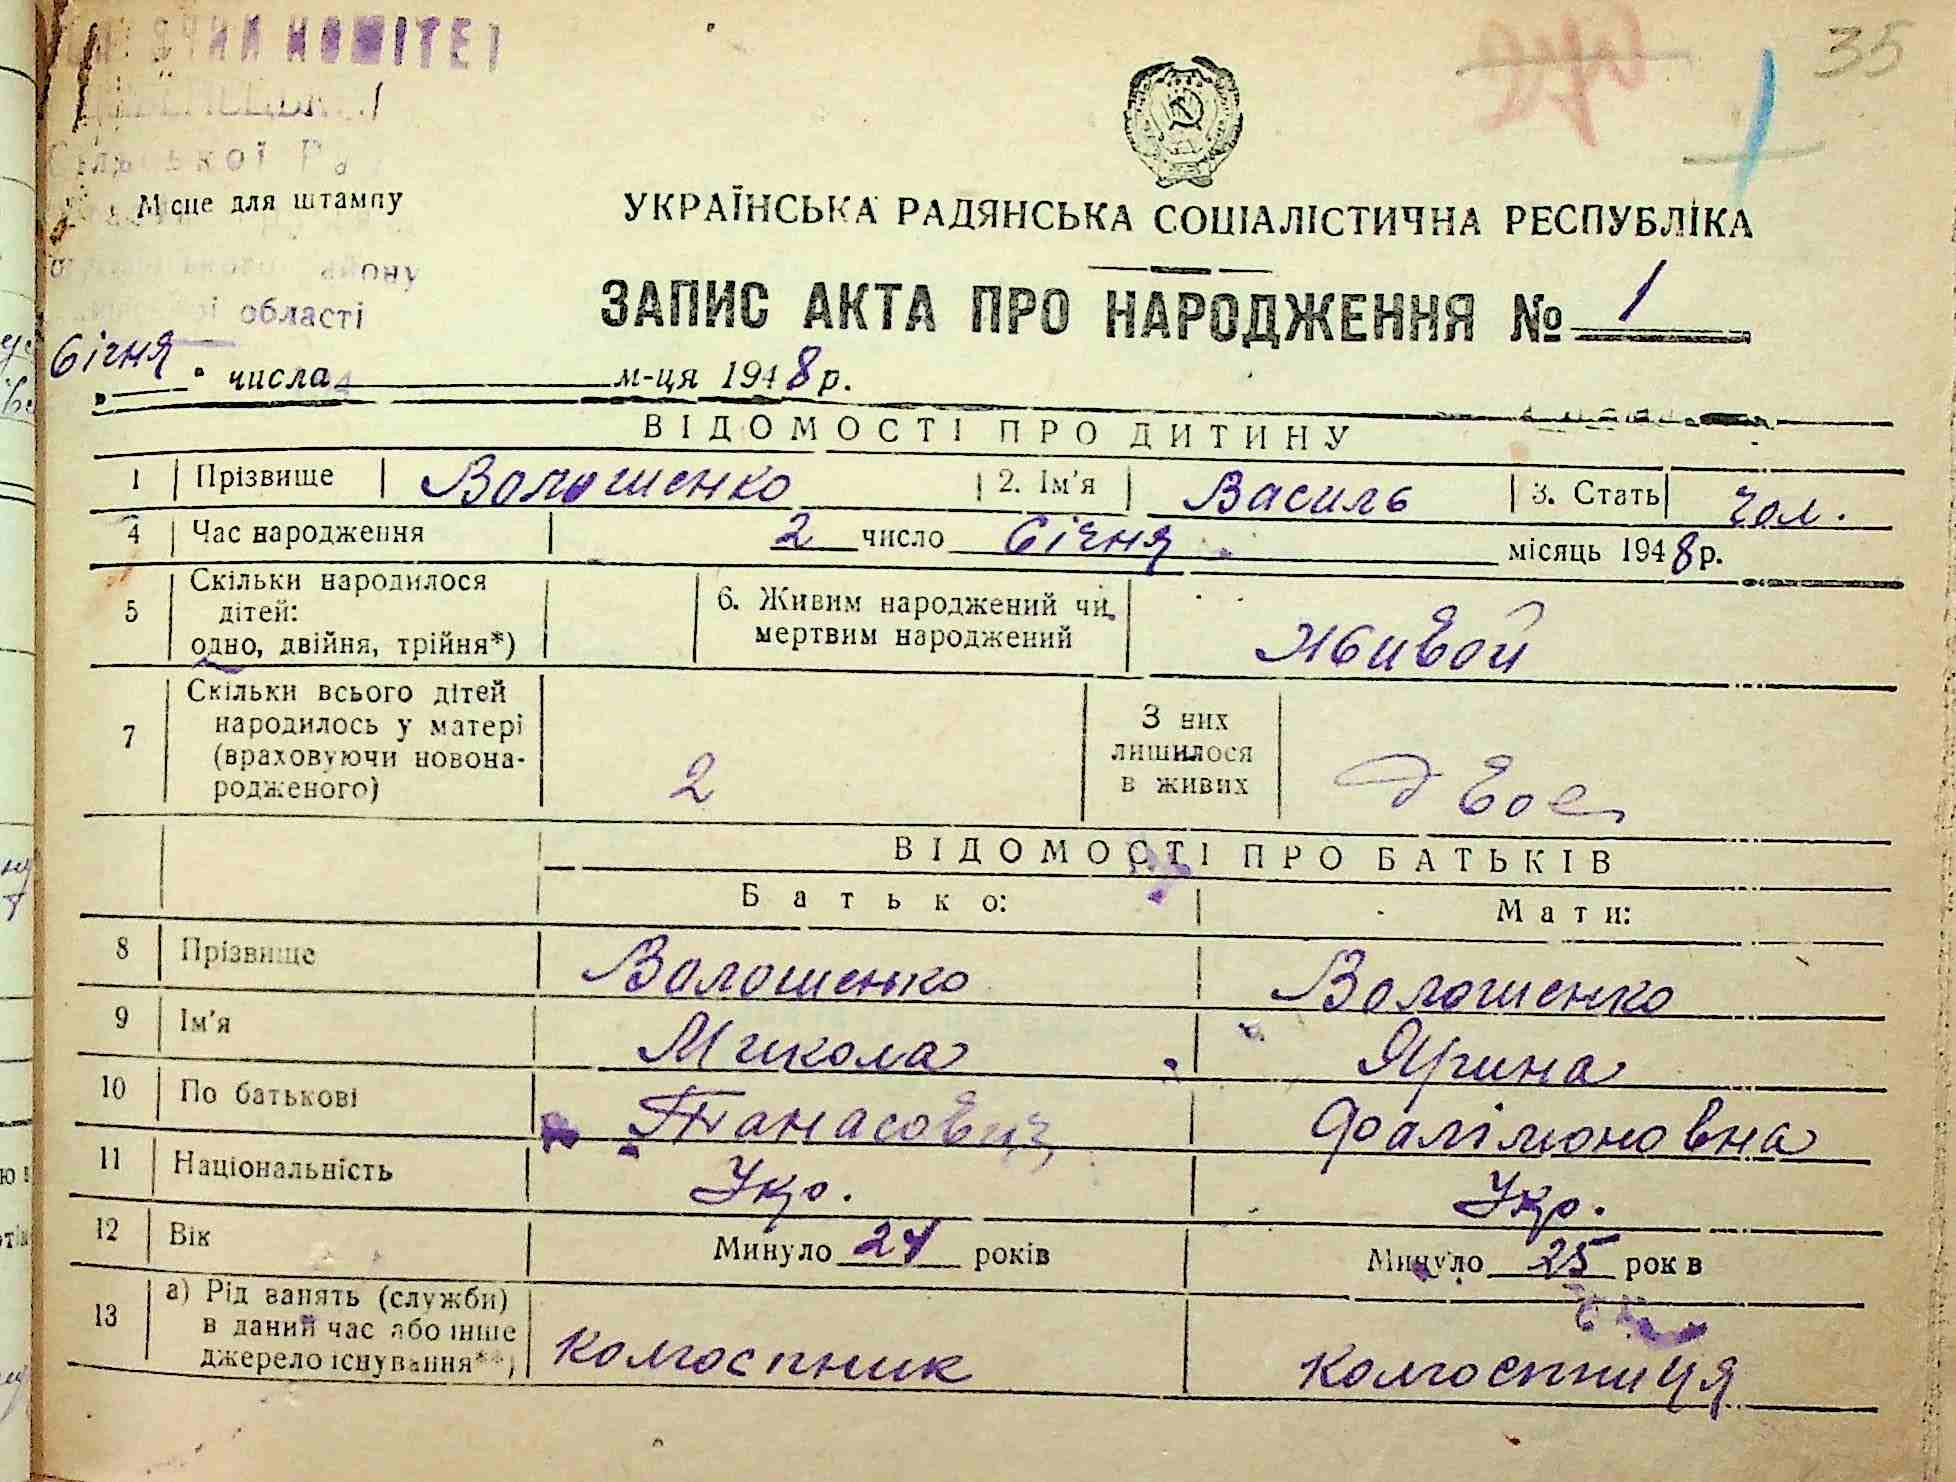 КОМІТЕТ
35
Місце для штампу
області
УКРАЇНСЬКА РАДЯНСЬКА СОЦІАЛІСТИЧНА РЕСПУБЛІКА
ЗАПИС АКТА ПРО НАРОДЖЕННЯ № 1
Січня
" " числа м-ця 1948 р.
ВІДОМОСТІ ПРО ДИТИНУ
1 Прізвище Волошенко 2. Ім'я Василь 3. Стать чол.
4 Час народження 2 число Січня місяць 1948 р.
5 Скільки народилося дітей: одно, двійня, трійня*) 6. Живим народжений чи мертвим народжений живой
7 Скільки всього дітей народилось у матері (враховуючи новонародженого) 2 З них лишилося в живих двое
ВІДОМОСТІ ПРО БАТЬКІВ
Батько: Мати:
8 Прізвище Волошенко Волошенко
9 Ім'я Микола Ярина
10 По батькові Танасович Фалімоновна
11 Національність Укр. Укр.
12 Вік Минуло 24 років Минуло 25 рок в
13 а) Рід занять (служби) в даний час або інше джерело існування**) колгоспник колгоспниця